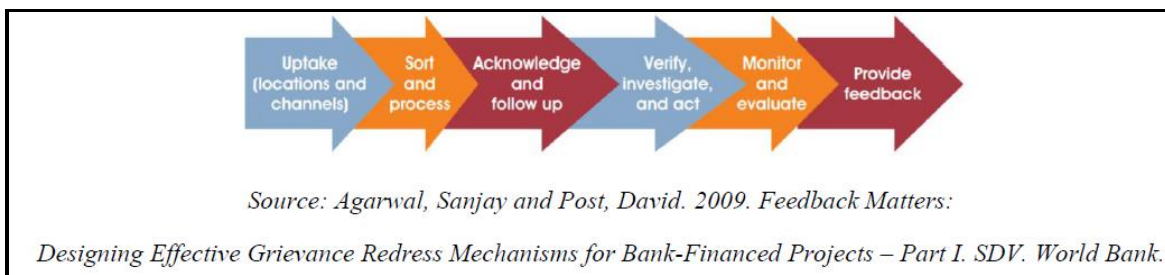 Uptake
(locations and
channels)
Sort
and
process
Acknowledge
and
follow up
Verify,
investigate,
and act
Monitor
and
evaluate
Provide
feedback
Source: Agarwal, Sanjay and Post, David. 2009. Feedback Matters:
Designing Effective Grievance Redress Mechanisms for Bank-Financed Projects – Part I. SDV. World Bank.